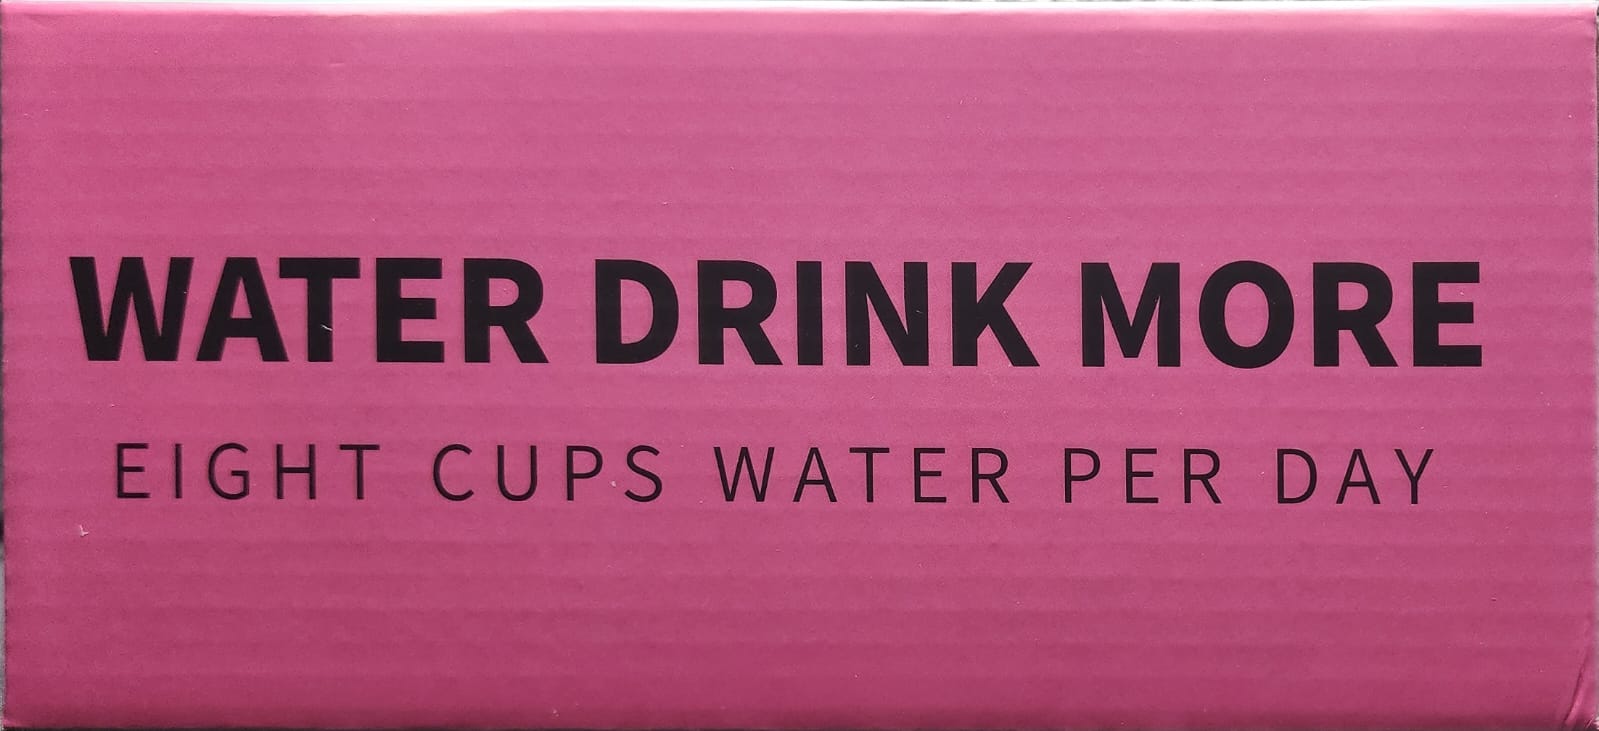 WATER DRINK MORE
EIGHT CUPS WATER PER DAY